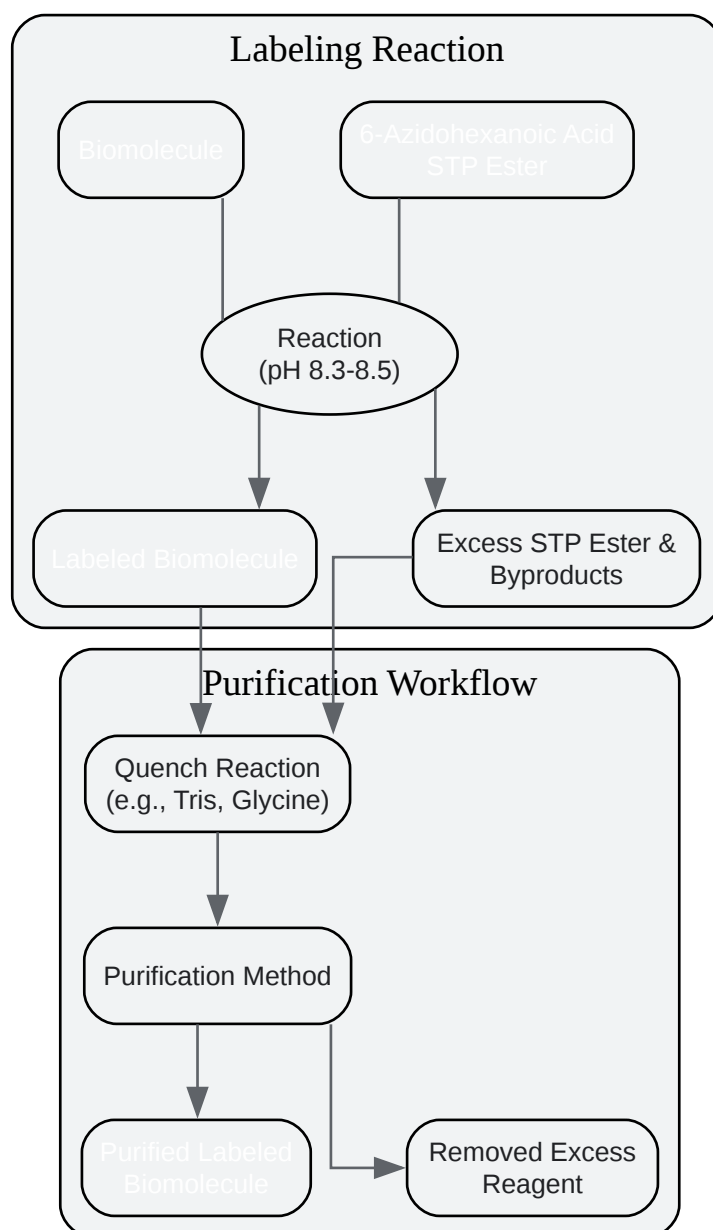 Labeling Reaction
Biomolecule
6-Azidohexanoic Acid
STP Ester
Reaction
(pH 8.3-8.5)
Labeled Biomolecule
Excess STP Ester &
Byproducts
Purification Workflow
Quench Reaction
(e.g., Tris, Glycine)
Purification Method
Purified Labeled
Biomolecule
Removed Excess
Reagent